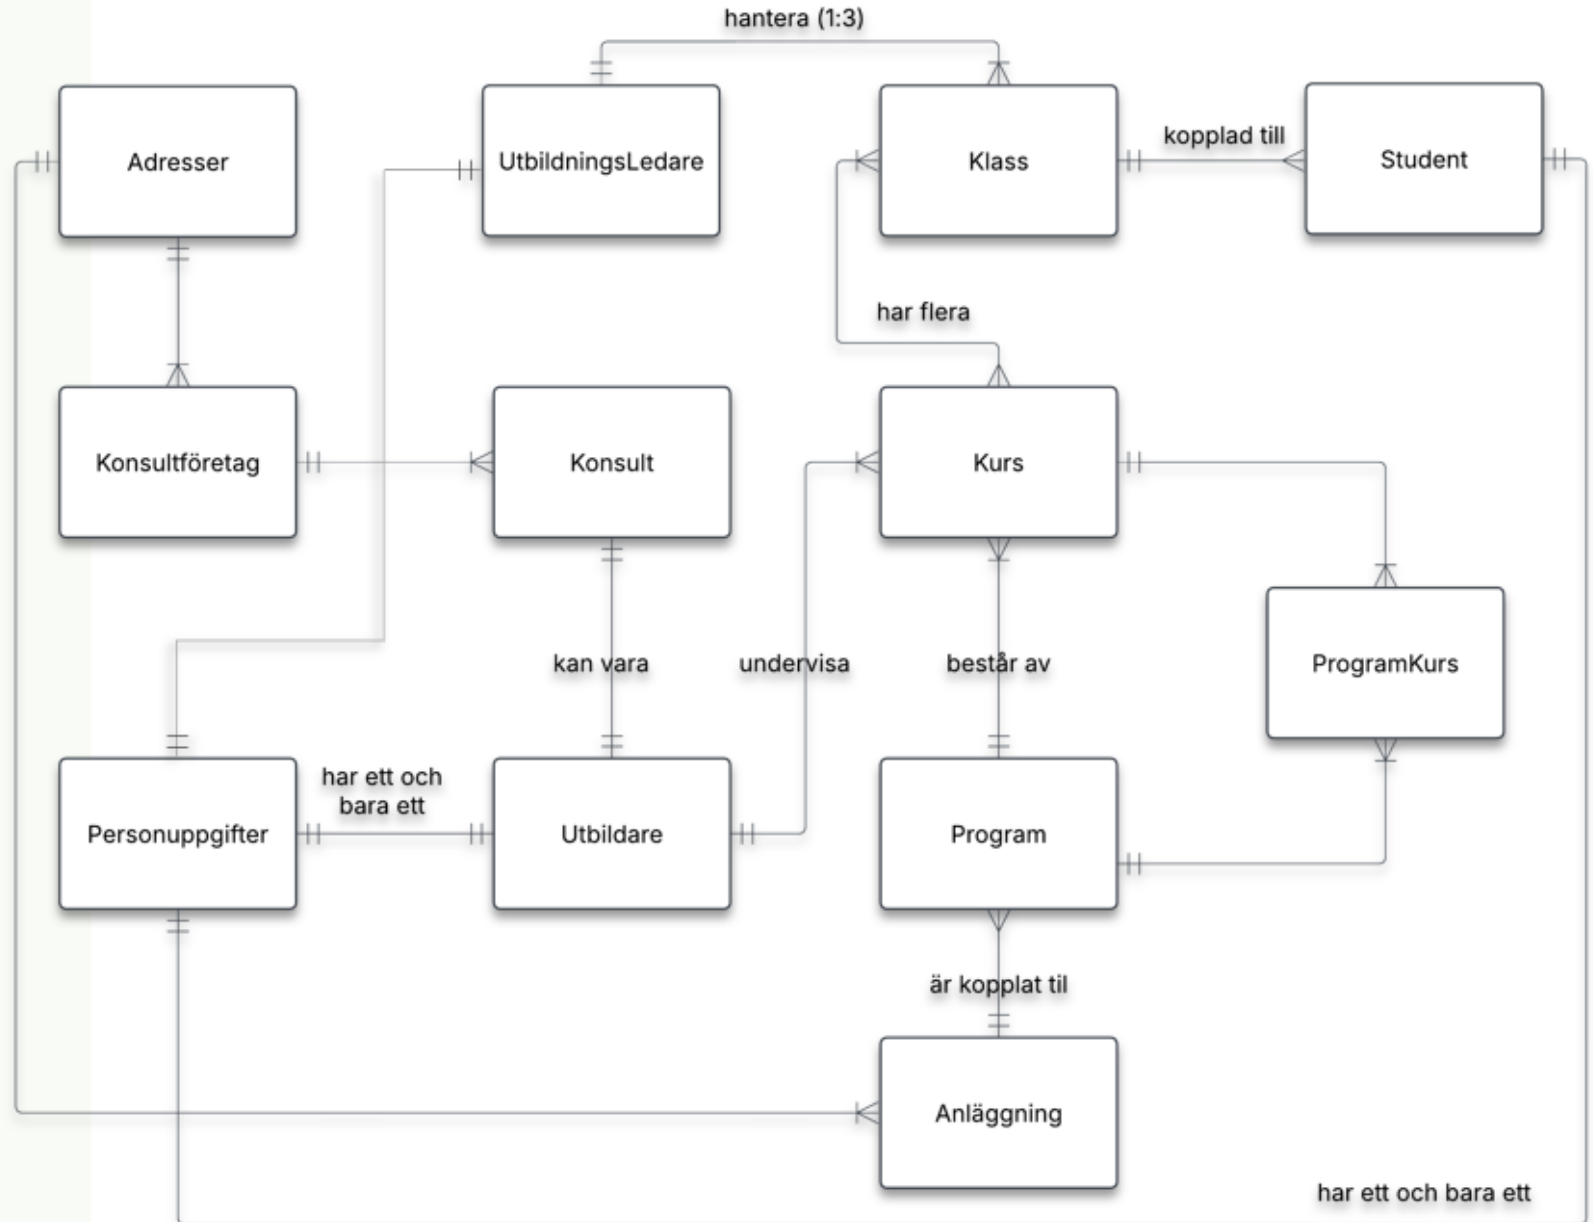 hantera (1:3)
Adresser
UtbildningsLedare
Klass
kopplad till
Student
har flera
Konsultföretag
Konsult
Kurs
kan vara
undervisa
består av
ProgramKurs
har ett och
bara ett
Personuppgifter
Utbildare
Program
är kopplat til
Anläggning
har ett och bara ett